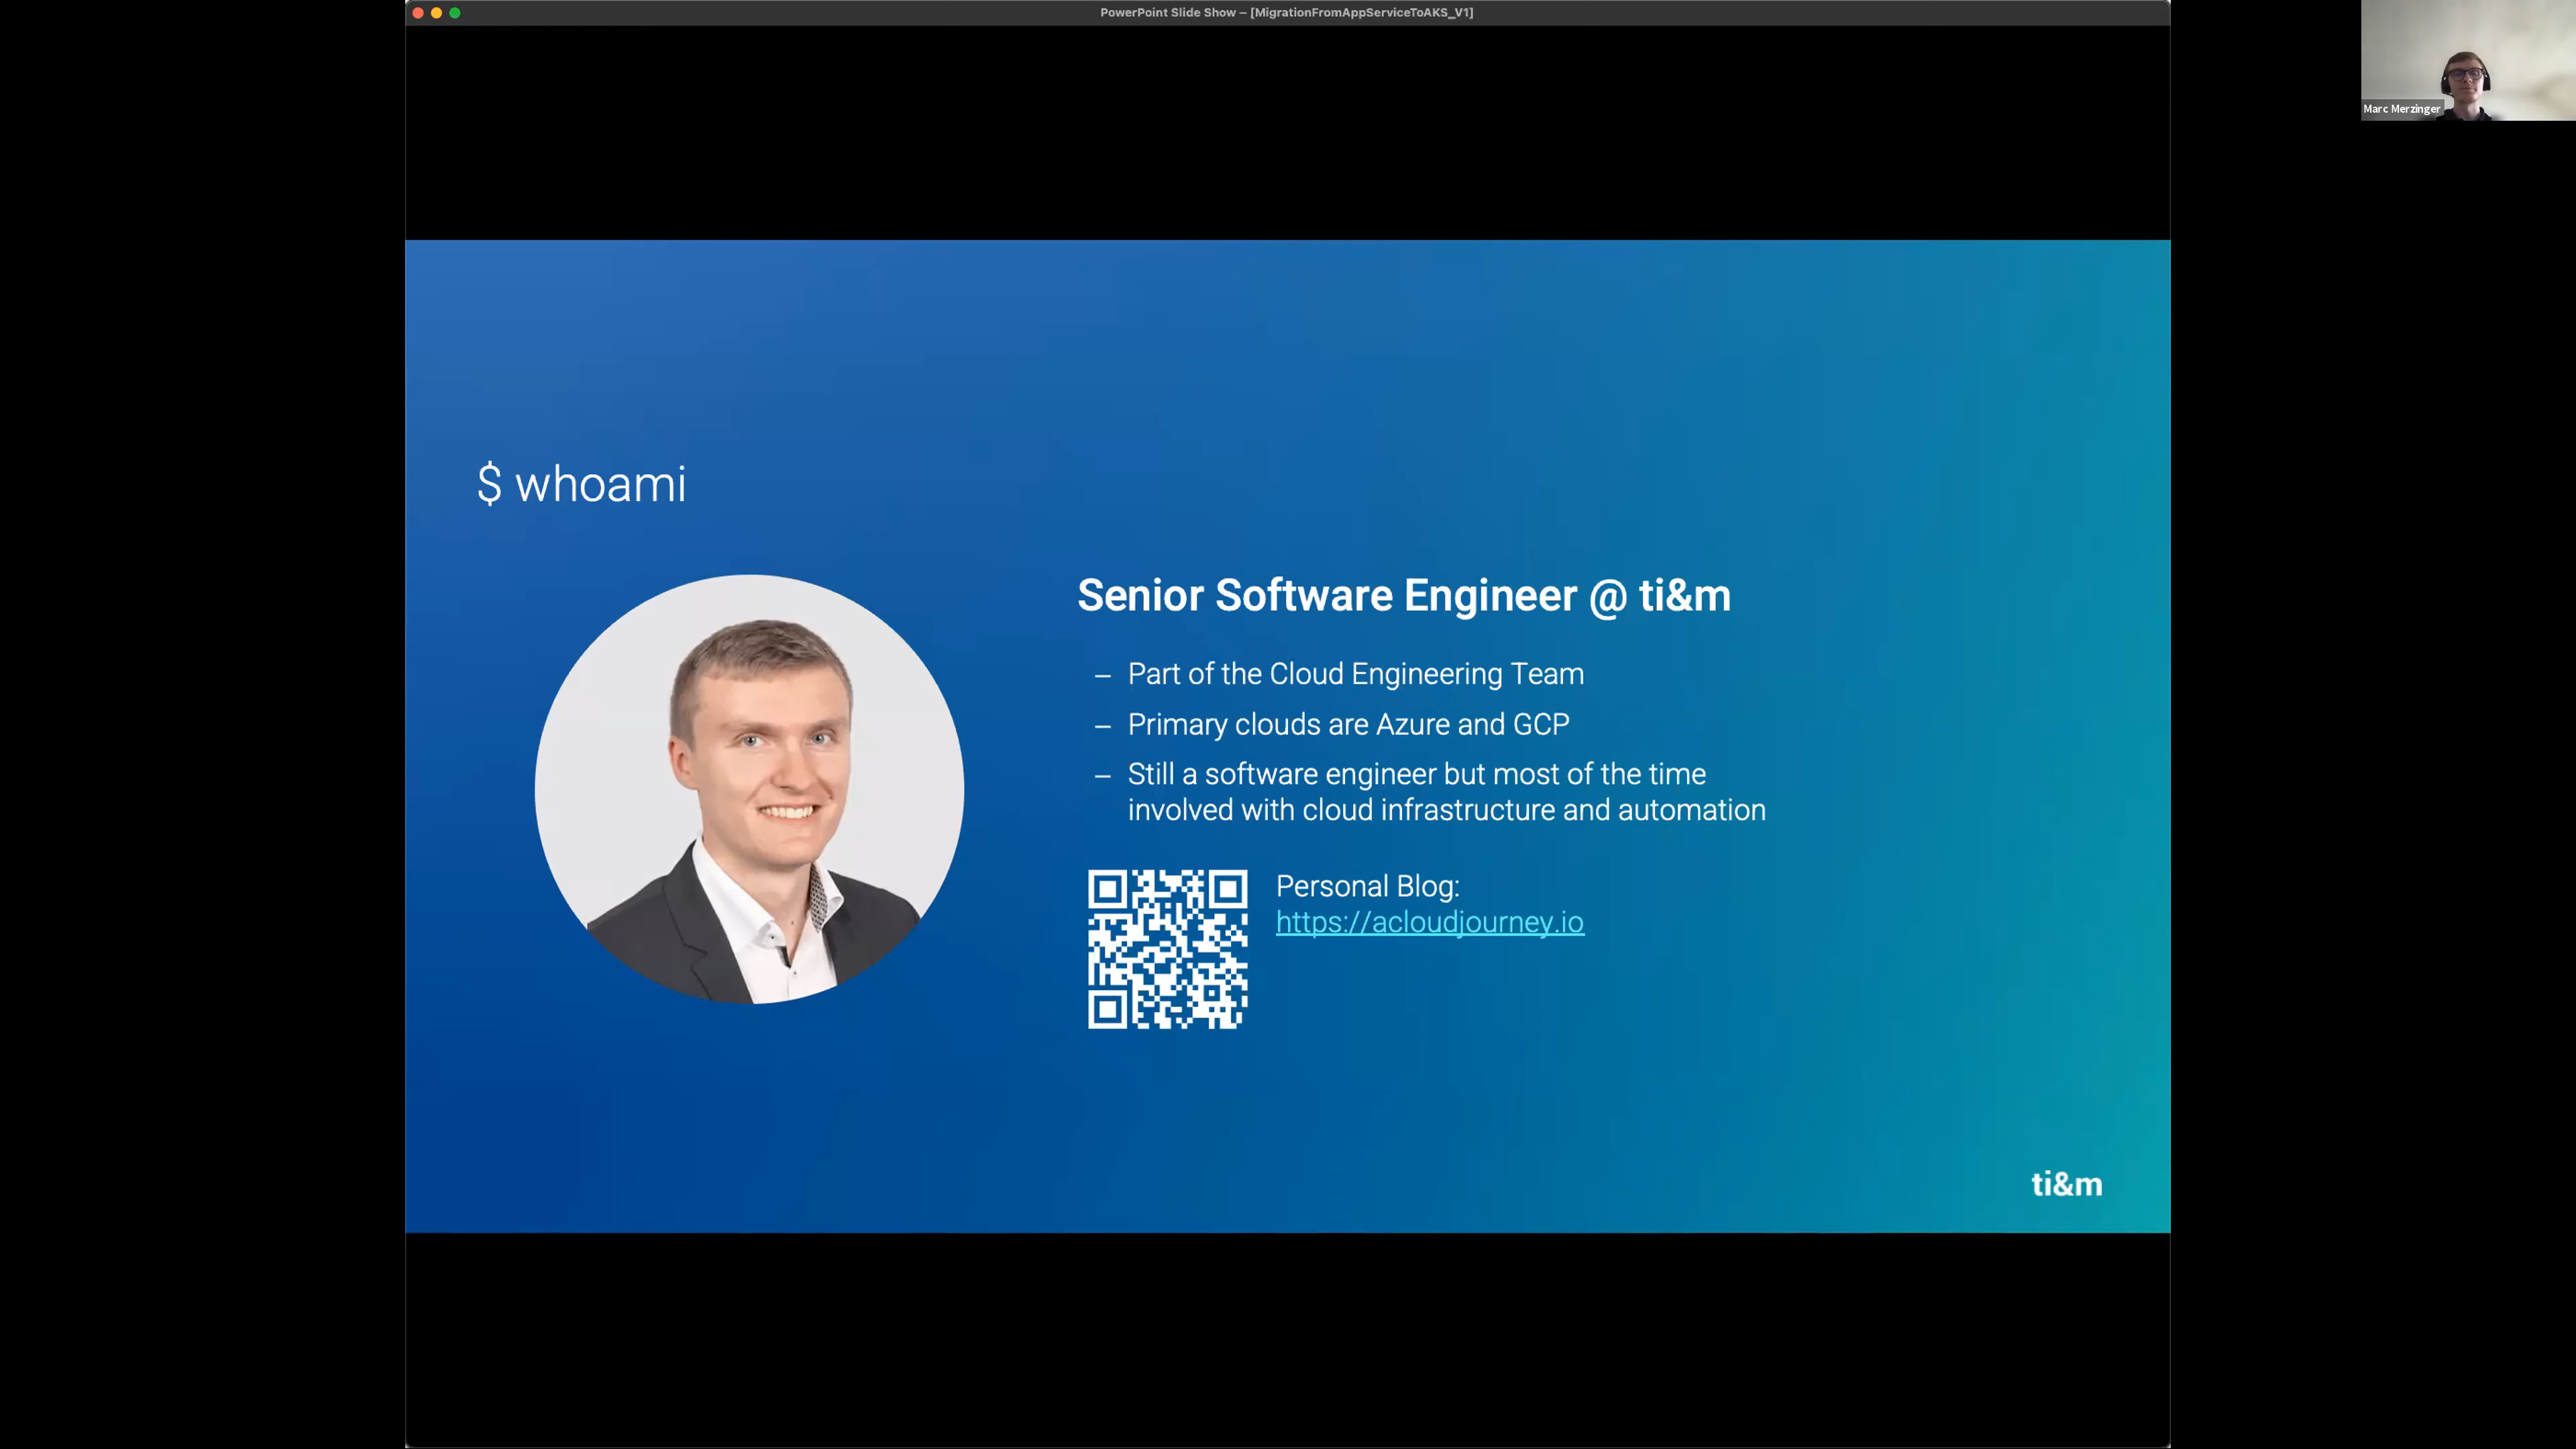 PowerPoint Slide Show – [MigrationFromAppServiceToAKS_V1]
Marc Merzinger
$ whoami
Senior Software Engineer @ ti&m
– Part of the Cloud Engineering Team
– Primary clouds are Azure and GCP
– Still a software engineer but most of the time
involved with cloud infrastructure and automation
Personal Blog:
https://acloudjourney.io
ti&m